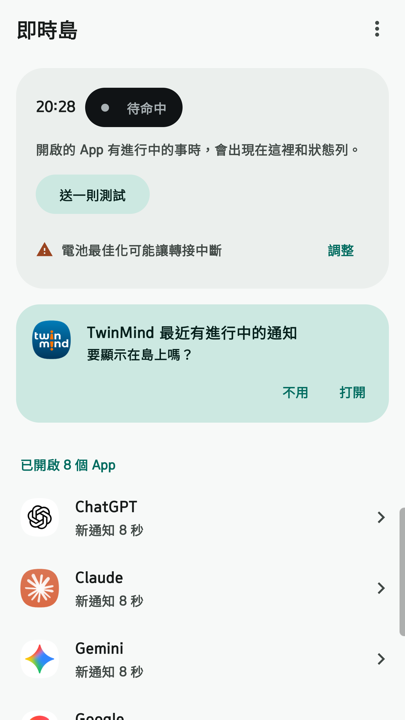 即時島
20:28 待命中
開啟的 App 有進行中的事時，會出現在這裡和狀態列。
送一則測試
電池最佳化可能讓轉接中斷 調整
twin
mind
TwinMind 最近有進行中的通知
要顯示在島上嗎？
不用 打開
已開啟 8 個 App
ChatGPT
新通知 8 秒
Claude
新通知 8 秒
Gemini
新通知 8 秒
Google